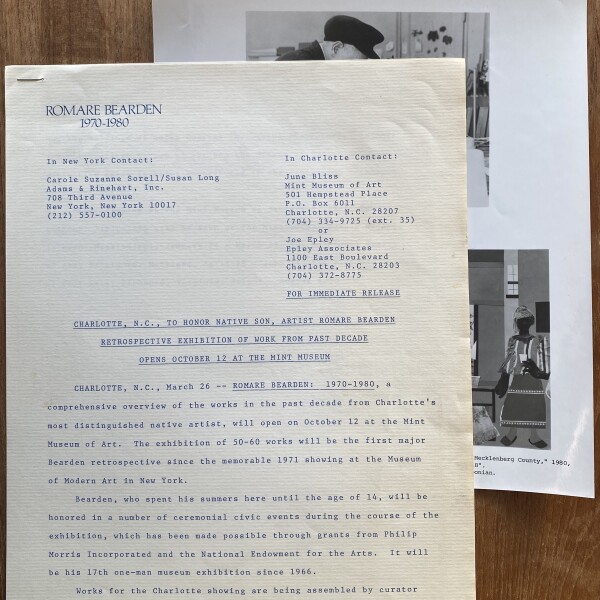 ROMARE BEARDEN
1970-1980
In New York Contact:
Carole Suzanne Sorell/Susan Long
Adams & Rinehart, Inc.
708 Third Avenue
New York, New York 10017
(212) 557-0100
In Charlotte Contact:
June Bliss
Mint Museum of Art
501 Hempstead Place
P.O. Box 6011
Charlotte, N.C. 28207
(704) 334-9725 (ext. 35)
or
Joe Epley
Epley Associates
1100 East Boulevard
Charlotte, N.C. 28203
(704) 372-8775
FOR IMMEDIATE RELEASE
CHARLOTTE, N.C., TO HONOR NATIVE SON, ARTIST ROMARE BEARDEN
RETROSPECTIVE EXHIBITION OF WORK FROM PAST DECADE
OPENS OCTOBER 12 AT THE MINT MUSEUM
CHARLOTTE, N.C., March 26 -- ROMARE BEARDEN: 1970-1980, a
comprehensive overview of the works in the past decade from Charlotte's
most distinguished native artist, will open on October 12 at the Mint
Museum of Art. The exhibition of 50-60 works will be the first major
Bearden retrospective since the memorable 1971 showing at the Museum
of Modern Art in New York.
Bearden, who spent his summers here until the age of 14, will be
honored in a number of ceremonial civic events during the course of the
exhibition, which has been made possible through grants from Philip
Morris Incorporated and the National Endowment for the Arts. It will
be his 17th one-man museum exhibition since 1966.
Works for the Charlotte showing are being assembled by curator
Mecklenberg County," 1980,
8".
onian.